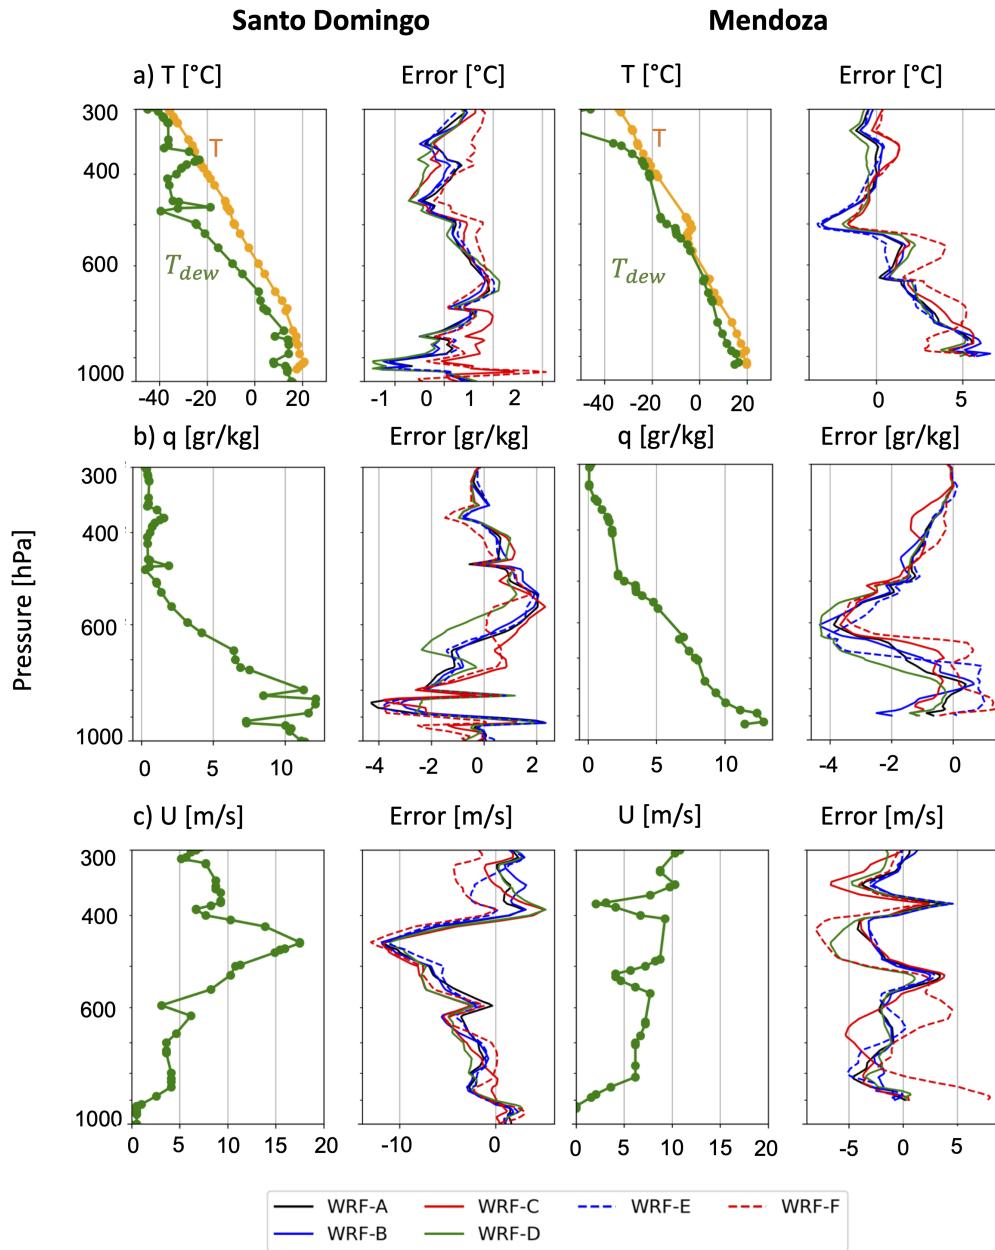 Santo Domingo Mendoza
a) T [°C] Error [°C] T [°C] Error [°C]
300
400
600
1000
T
T_dew
T
T_dew
-40 -20 0 20 -1 0 1 2 -40 -20 0 20 0 5
b) q [gr/kg] Error [gr/kg] q [gr/kg] Error [gr/kg]
300
400
600
1000
Pressure [hPa]
0 5 10 -4 -2 0 2 0 5 10 -4 -2 0
c) U [m/s] Error [m/s] U [m/s] Error [m/s]
300
400
600
1000
0 5 10 15 20 -10 0 0 5 10 15 20 -5 0 5
WRF-A WRF-C WRF-E WRF-F
WRF-B WRF-D